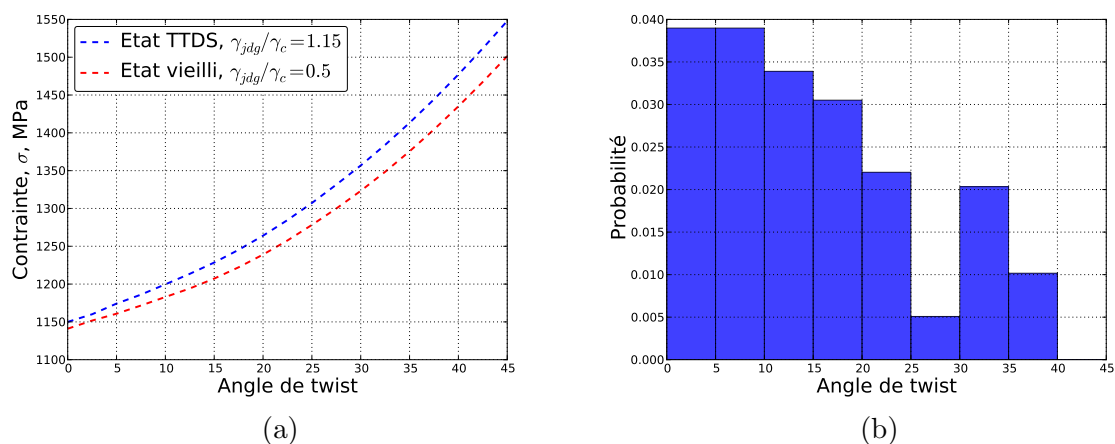 1550
1500
1450
1400
1350
1300
1250
1200
1150
1100
Contrainte, σ, MPa
Etat TTDS, γ_jdg/γ_c=1.15
Etat vieilli, γ_jdg/γ_c=0.5
0 5 10 15 20 25 30 35 40 45
Angle de twist
(a)
0.040
0.035
0.030
0.025
0.020
0.015
0.010
0.005
0.000
Probabilité
0 5 10 15 20 25 30 35 40 45
Angle de twist
(b)